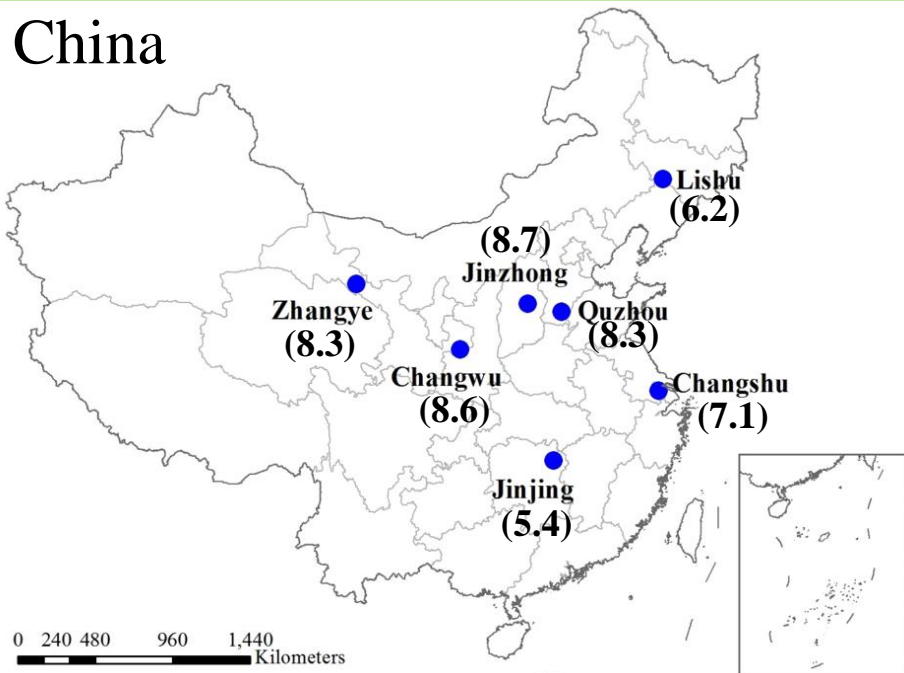 China
Lishu
(6.2)
(8.7)
Jinzhong
Zhangye
(8.3)
Quzhou
(8.3)
Changwu
(8.6)
Changshu
(7.1)
Jinjing
(5.4)
0 240 480 960 1,440
Kilometers